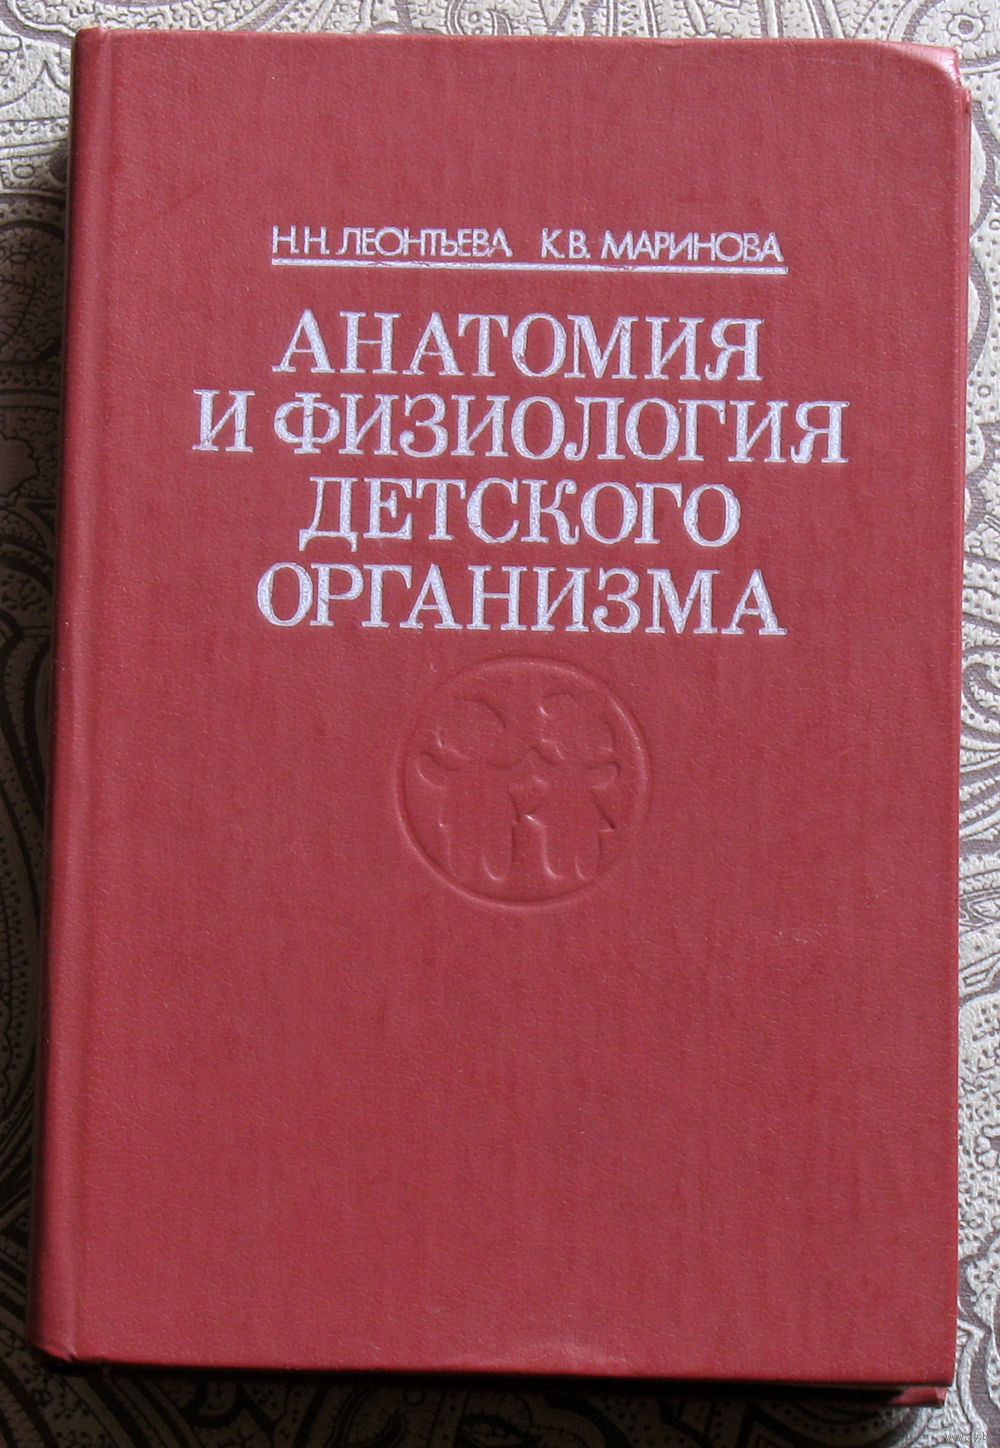 Н.Н. ЛЕОНТЬЕВА К.В. МАРИНОВА
АНАТОМИЯ
И ФИЗИОЛОГИЯ
ДЕТСКОГО
ОРГАНИЗМА